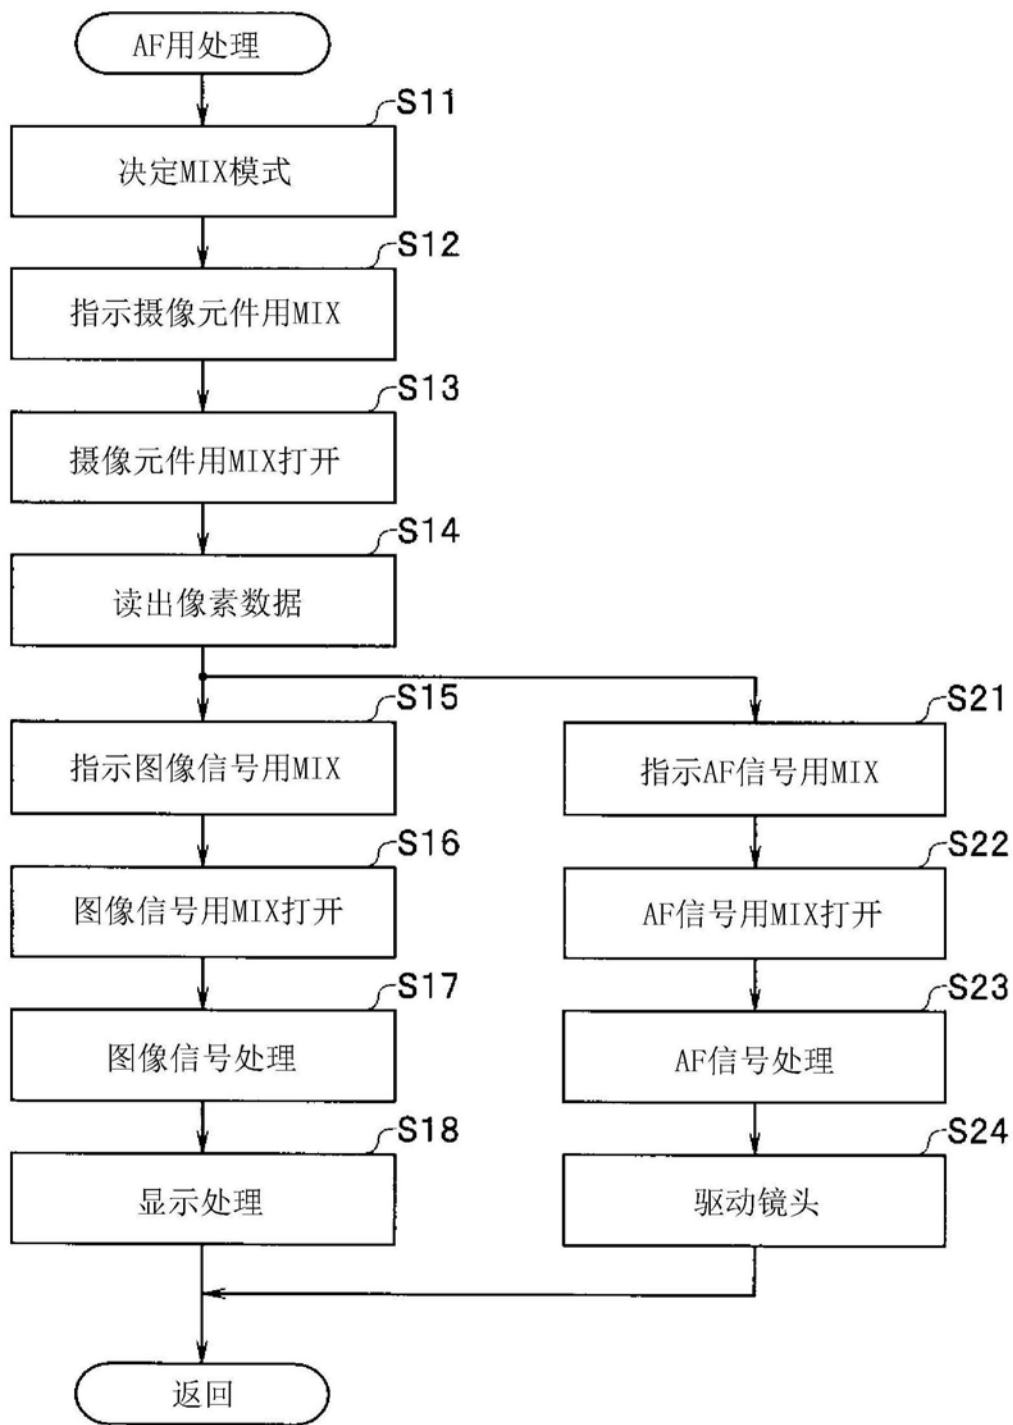 AF用处理
S11
决定MIX模式
S12
指示摄像元件用MIX
S13
摄像元件用MIX打开
S14
读出像素数据
S15
指示图像信号用MIX
S16
图像信号用MIX打开
S17
图像信号处理
S18
显示处理
S21
指示AF信号用MIX
S22
AF信号用MIX打开
S23
AF信号处理
S24
驱动镜头
返回